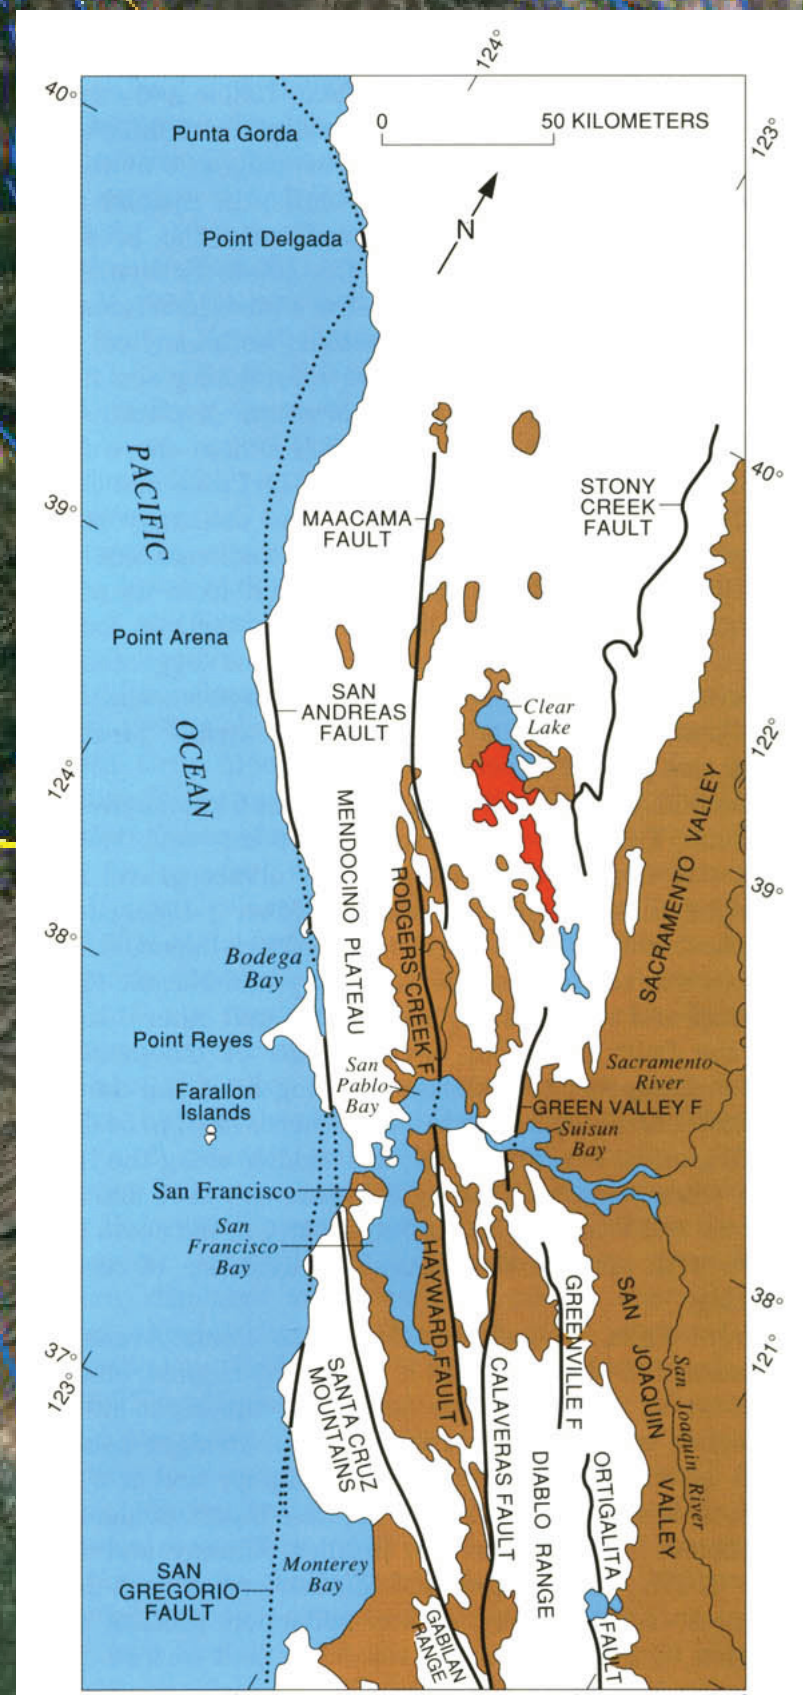 124°
40°
0 50 KILOMETERS
Punta Gorda
123°
N
Point Delgada
PACIFIC
OCEAN
40°
STONY
CREEK
FAULT
39°
MAACAMA
FAULT
Point Arena
SAN
ANDREAS
FAULT
Clear
Lake
122°
124°
MENDOCINO PLATEAU
SACRAMENTO VALLEY
RODGERS CREEK F
39°
38°
Bodega
Bay
Point Reyes
San
Pablo
Bay
Sacramento
River
Farallon
Islands
GREEN VALLEY F
Suisun
Bay
San Francisco
San
Francisco
Bay
HAYWARD FAULT
GREENVILLE F
SAN
JOAQUIN
VALLEY
38°
121°
37°
123°
SANTA CRUZ
MOUNTAINS
CALAVERAS FAULT
San Joaquin River
DIABLO RANGE
ORTIGALITA
FAULT
SAN
GREGORIO
FAULT
Monterey
Bay
GABILAN
RANGE